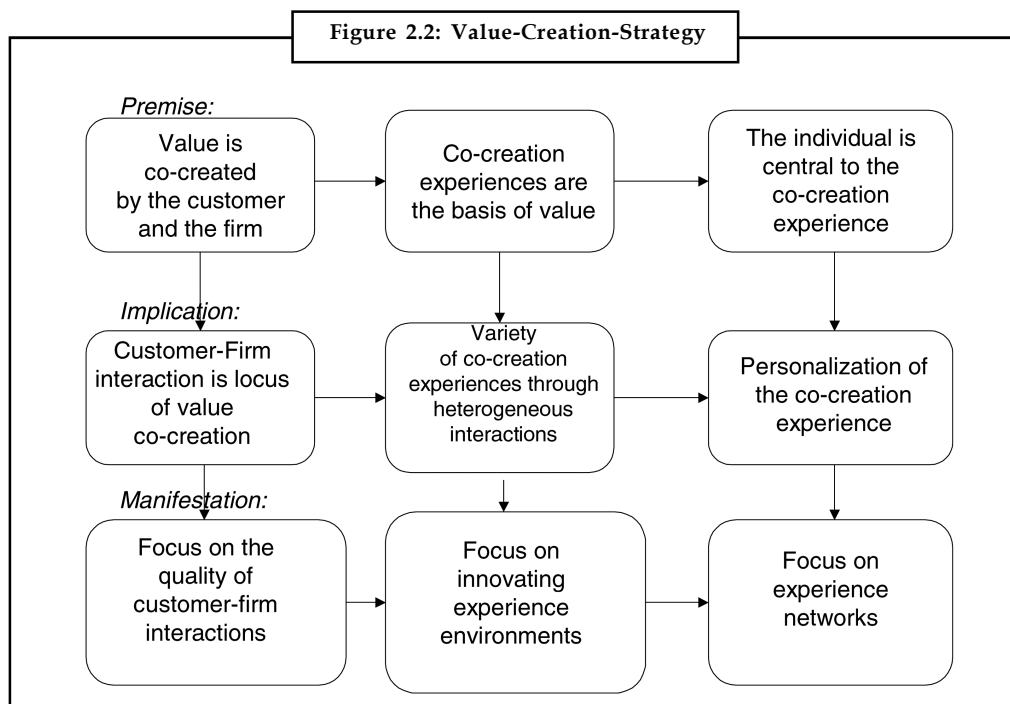 Figure 2.2: Value-Creation-Strategy
Premise:
Value is
co-created
by the customer
and the firm
Co-creation
experiences are
the basis of value
The individual is
central to the
co-creation
experience
Implication:
Customer-Firm
interaction is locus
of value
co-creation
Variety
of co-creation
experiences through
heterogeneous
interactions
Personalization of
the co-creation
experience
Manifestation:
Focus on the
quality of
customer-firm
interactions
Focus on
innovating
experience
environments
Focus on
experience
networks